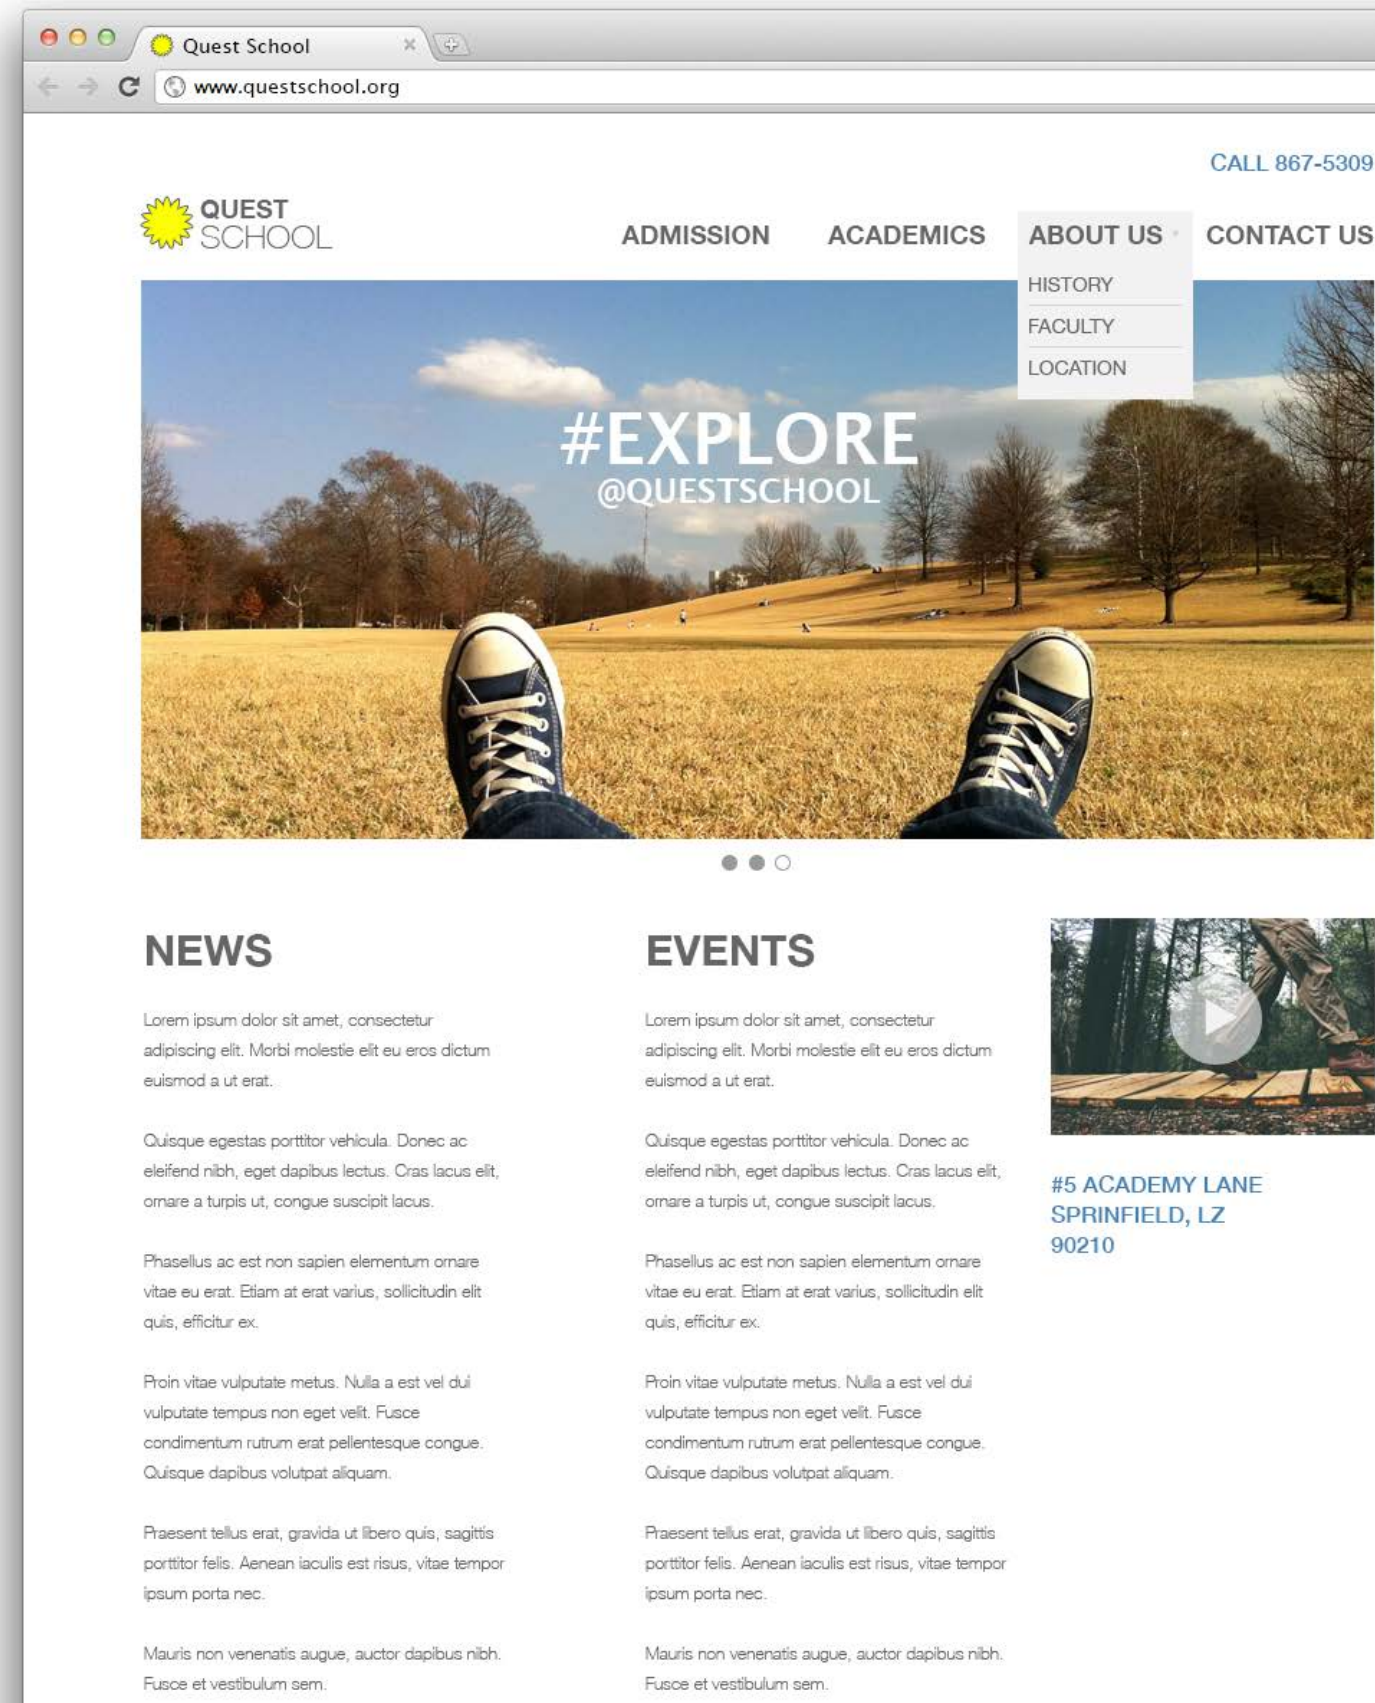 Quest School
www.questschool.org
CALL 867-5309
QUEST
SCHOOL
ADMISSION
ACADEMICS
ABOUT US
CONTACT US
HISTORY
FACULTY
LOCATION
#EXPLORE
@QUESTSCHOOL
NEWS
Lorem ipsum dolor sit amet, consectetur
adipiscing elit. Morbi molestie elit eu eros dictum
euismod a ut erat.
Quisque egestas porttitor vehicula. Donec ac
eleifend nibh, eget dapibus lectus. Cras lacus elit,
ornare a turpis ut, congue suscipit lacus.
Phasellus ac est non sapien elementum ornare
vitae eu erat. Etiam at erat varius, sollicitudin elit
quis, efficitur ex.
Proin vitae vulputate metus. Nulla a est vel dui
vulputate tempus non eget velit. Fusce
condimentum rutrum erat pellentesque congue.
Quisque dapibus volutpat aliquam.
Praesent tellus erat, gravida ut libero quis, sagittis
porttitor felis. Aenean iaculis est risus, vitae tempor
ipsum porta nec.
Mauris non venenatis augue, auctor dapibus nibh.
Fusce et vestibulum sem.
EVENTS
Lorem ipsum dolor sit amet, consectetur
adipiscing elit. Morbi molestie elit eu eros dictum
euismod a ut erat.
Quisque egestas porttitor vehicula. Donec ac
eleifend nibh, eget dapibus lectus. Cras lacus elit,
ornare a turpis ut, congue suscipit lacus.
Phasellus ac est non sapien elementum ornare
vitae eu erat. Etiam at erat varius, sollicitudin elit
quis, efficitur ex.
Proin vitae vulputate metus. Nulla a est vel dui
vulputate tempus non eget velit. Fusce
condimentum rutrum erat pellentesque congue.
Quisque dapibus volutpat aliquam.
Praesent tellus erat, gravida ut libero quis, sagittis
porttitor felis. Aenean iaculis est risus, vitae tempor
ipsum porta nec.
Mauris non venenatis augue, auctor dapibus nibh.
Fusce et vestibulum sem.
#5 ACADEMY LANE
SPRINFIELD, LZ
90210